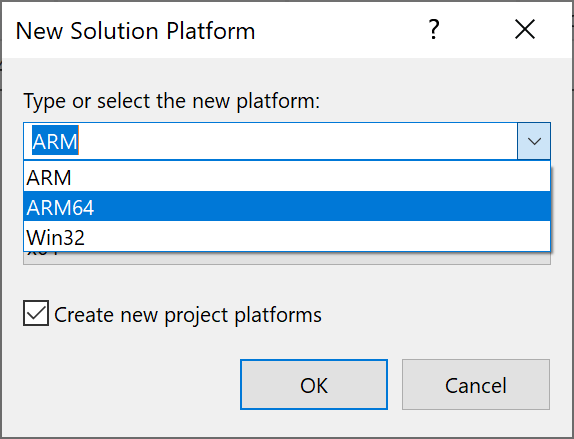 New Solution Platform
?
Type or select the new platform:
ARM
ARM
ARM64
Win32
Create new project platforms
OK
Cancel